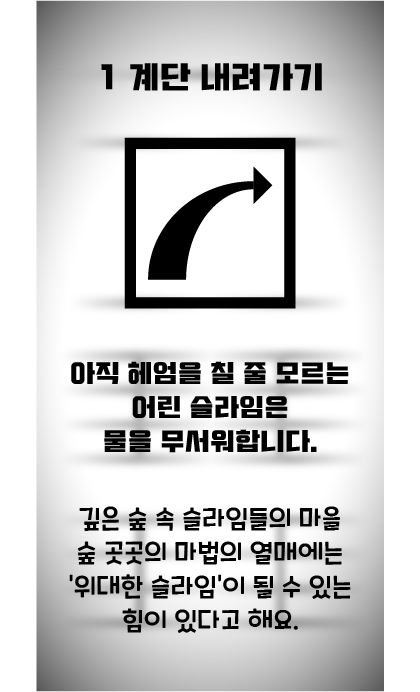 1 계단 내려가기
아직 헤엄을 칠 줄 모르는
어린 슬라임은
물을 무서워합니다.
깊은 숲 속 슬라임들의 마을
숲 곳곳의 마법의 열매에는
'위대한 슬라임'이 될 수 있는
힘이 있다고 해요.